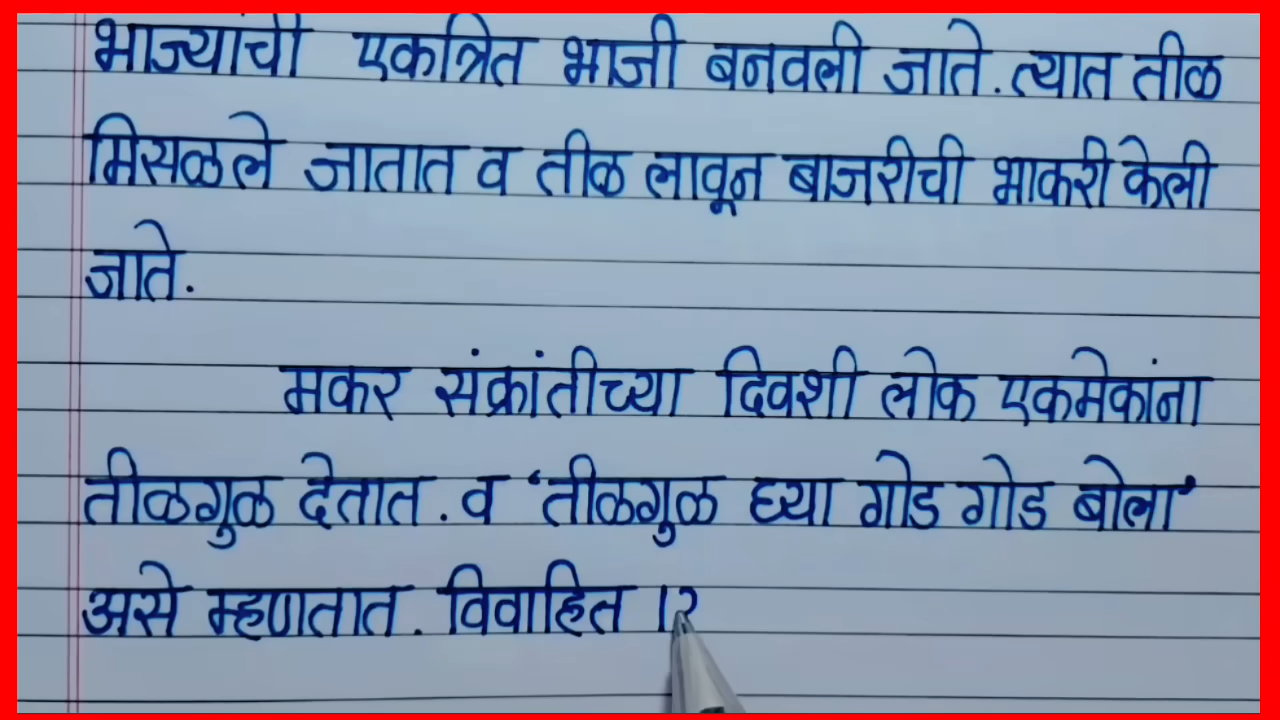 भाज्यांची एकत्रित भाजी बनवली जाते. त्यात तीळ
मिसळले जातात व तीळ लावून बाजरीची भाकरी केली
जाते.
मकर संक्रांतीच्या दिवशी लोक एकमेकांना
तीळगुळ देतात. व ‘तीळगुळ घ्या गोड गोड बोला’
असे म्हणतात. विवाहित